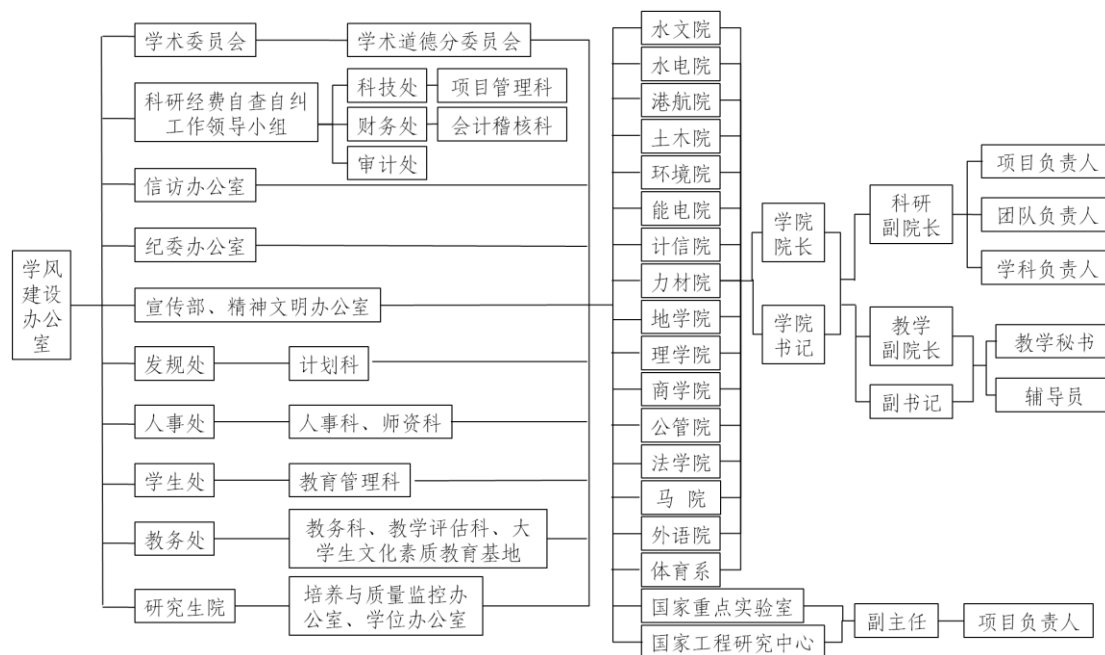 学风
建设
办公
室
学术委员会
学术道德分委员会
科研经费自查自纠
工作领导小组
科技处
项目管理科
财务处
会计稽核科
审计处
信访办公室
纪委办公室
宣传部、精神文明办公室
发规处
计划科
人事处
人事科、师资科
学生处
教育管理科
教务处
教务科、教学评估科、大
学生文化素质教育基地
研究生院
培养与质量监控办
公室、学位办公室
水文院
水电院
港航院
土木院
环境院
能电院
计信院
力材院
地学院
理学院
商学院
公管院
法学院
马 院
外语院
体育系
国家重点实验室
国家工程研究中心
学院
院长
学院
书记
科研
副院长
教学
副院长
副书记
项目负责人
团队负责人
学科负责人
教学秘书
辅导员
副主任
项目负责人